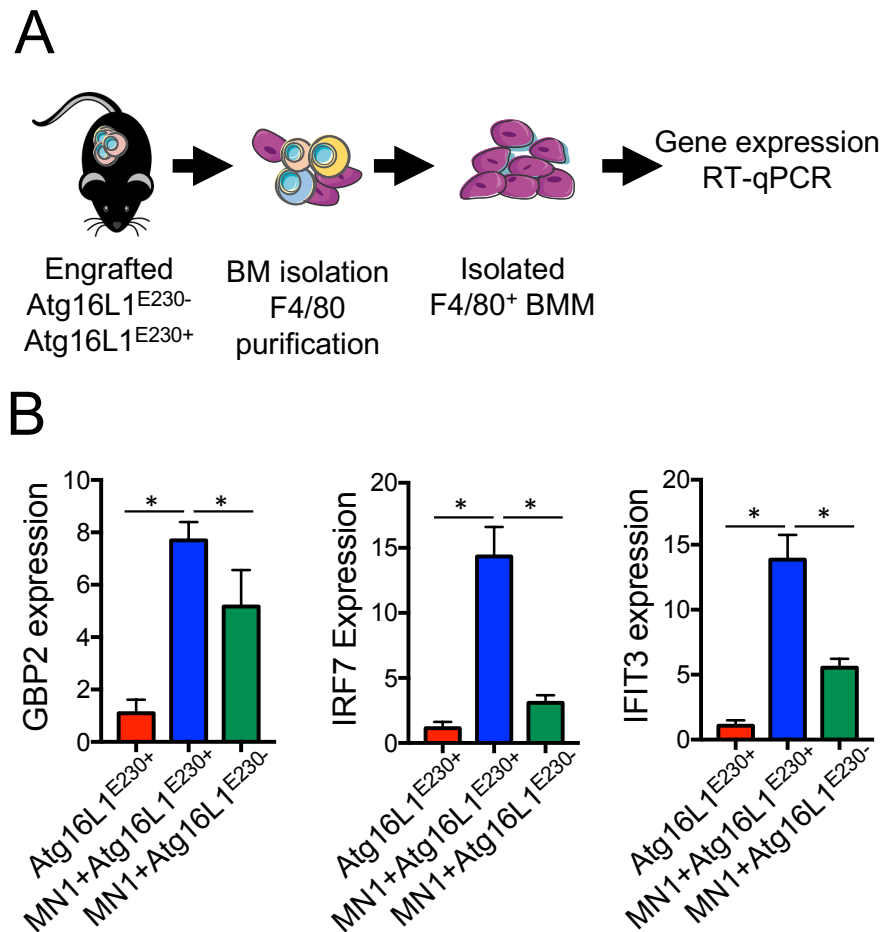 A
Engrafted
Atg16L1E230-
Atg16L1E230+
BM isolation
F4/80
purification
Isolated
F4/80+ BMM
Gene expression
RT-qPCR
B
GBP2 expression
10
8
6
4
2
0
*
*
Atg16L1E230+
MN1+Atg16L1E230+
MN1+Atg16L1E230-
IRF7 Expression
20
15
10
5
0
*
*
Atg16L1E230+
MN1+Atg16L1E230+
MN1+Atg16L1E230-
IFIT3 expression
20
15
10
5
0
*
*
Atg16L1E230+
MN1+Atg16L1E230+
MN1+Atg16L1E230-